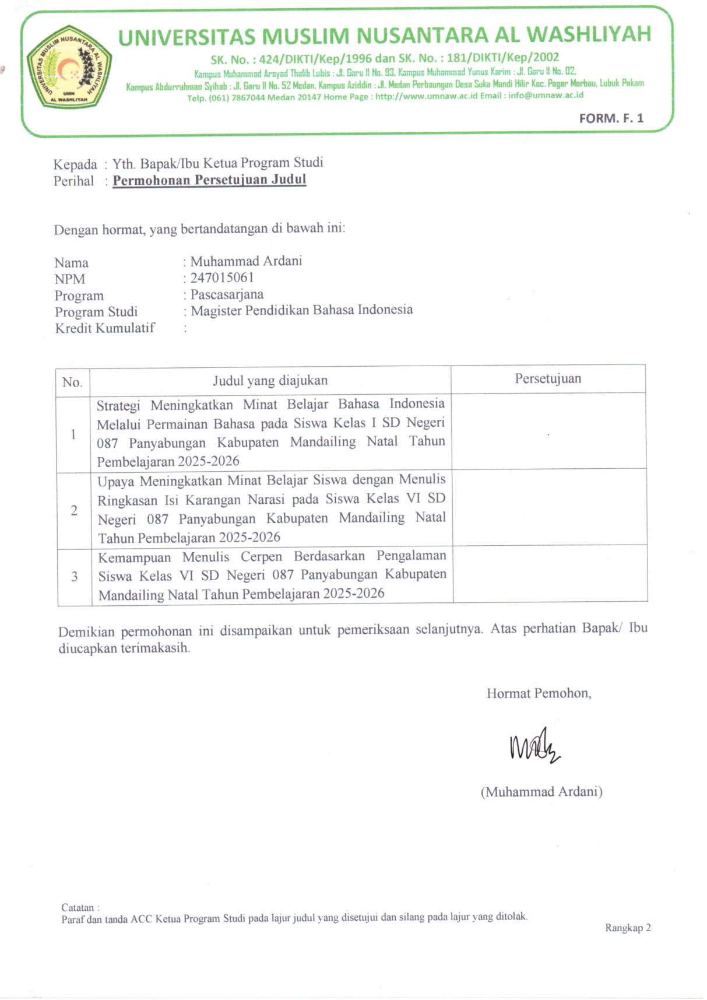 UNIVERSITAS MUSLIM NUSANTARA AL WASHLIYAH
SK. No. : 424/DIKTI/Kep/1996 dan SK. No. : 181/DIKTI/Kep/2002
Kampus Muhammad Arsyad Thalib Lubis : Jl. Garu II No. 93, Kampus Muhammad Yunus Karim : Jl. Garu II No. 02,
Kampus Abdurrahman Syihab : Jl. Garu II No. 52 Medan, Kampus Aziddin : Jl. Medan Perbaungan Desa Suka Mandi Hilir Kec. Pagar Merbau, Lubuk Pakam
Telp. (061) 7867044 Medan 20147 Home Page : http://www.umnaw.ac.id Email : info@umnaw.ac.id
UNIVERSITAS MUSLIM NUSANTARA AL WASHLIYAH
UMN
AL WASHLIYAH
FORM. F. 1
Kepada : Yth. Bapak/Ibu Ketua Program Studi
Perihal : Permohonan Persetujuan Judul
Dengan hormat, yang bertandatangan di bawah ini:
Nama : Muhammad Ardani
NPM : 247015061
Program : Pascasarjana
Program Studi : Magister Pendidikan Bahasa Indonesia
Kredit Kumulatif :
No. Judul yang diajukan Persetujuan
1
Strategi Meningkatkan Minat Belajar Bahasa Indonesia
Melalui Permainan Bahasa pada Siswa Kelas I SD Negeri
087 Panyabungan Kabupaten Mandailing Natal Tahun
Pembelajaran 2025-2026
2
Upaya Meningkatkan Minat Belajar Siswa dengan Menulis
Ringkasan Isi Karangan Narasi pada Siswa Kelas VI SD
Negeri 087 Panyabungan Kabupaten Mandailing Natal
Tahun Pembelajaran 2025-2026
3
Kemampuan Menulis Cerpen Berdasarkan Pengalaman
Siswa Kelas VI SD Negeri 087 Panyabungan Kabupaten
Mandailing Natal Tahun Pembelajaran 2025-2026
Demikian permohonan ini disampaikan untuk pemeriksaan selanjutnya. Atas perhatian Bapak/ Ibu
diucapkan terimakasih.
Hormat Pemohon,
(Muhammad Ardani)
Catatan :
Paraf dan tanda ACC Ketua Program Studi pada lajur judul yang disetujui dan silang pada lajur yang ditolak.
Rangkap 2